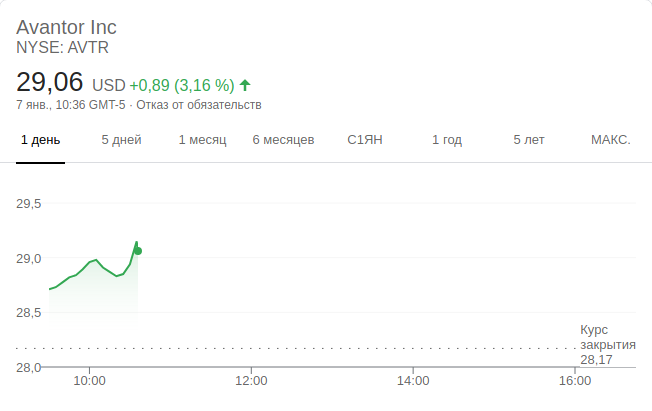 Avantor Inc
NYSE: AVTR
29,06 USD +0,89 (3,16 %)
7 янв., 10:36 GMT-5 · Отказ от обязательств
1 день 5 дней 1 месяц 6 месяцев С1ЯН 1 год 5 лет МАКС.
29,5
29,0
28,5
Курс
закрытия
28,17
28,0
10:00 12:00 14:00 16:00